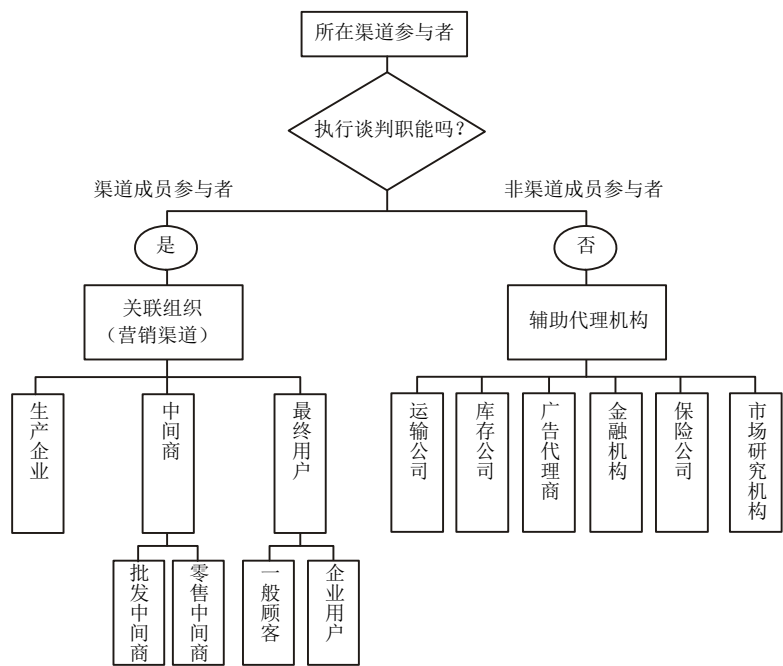 所在渠道参与者
执行谈判职能吗？
渠道成员参与者
非渠道成员参与者
是
否
关联组织
（营销渠道）
辅助代理机构
生产企业
中间商
最终用户
运输公司
库存公司
广告代理商
金融机构
保险公司
市场研究机构
批发中间商
零售中间商
一般顾客
企业用户